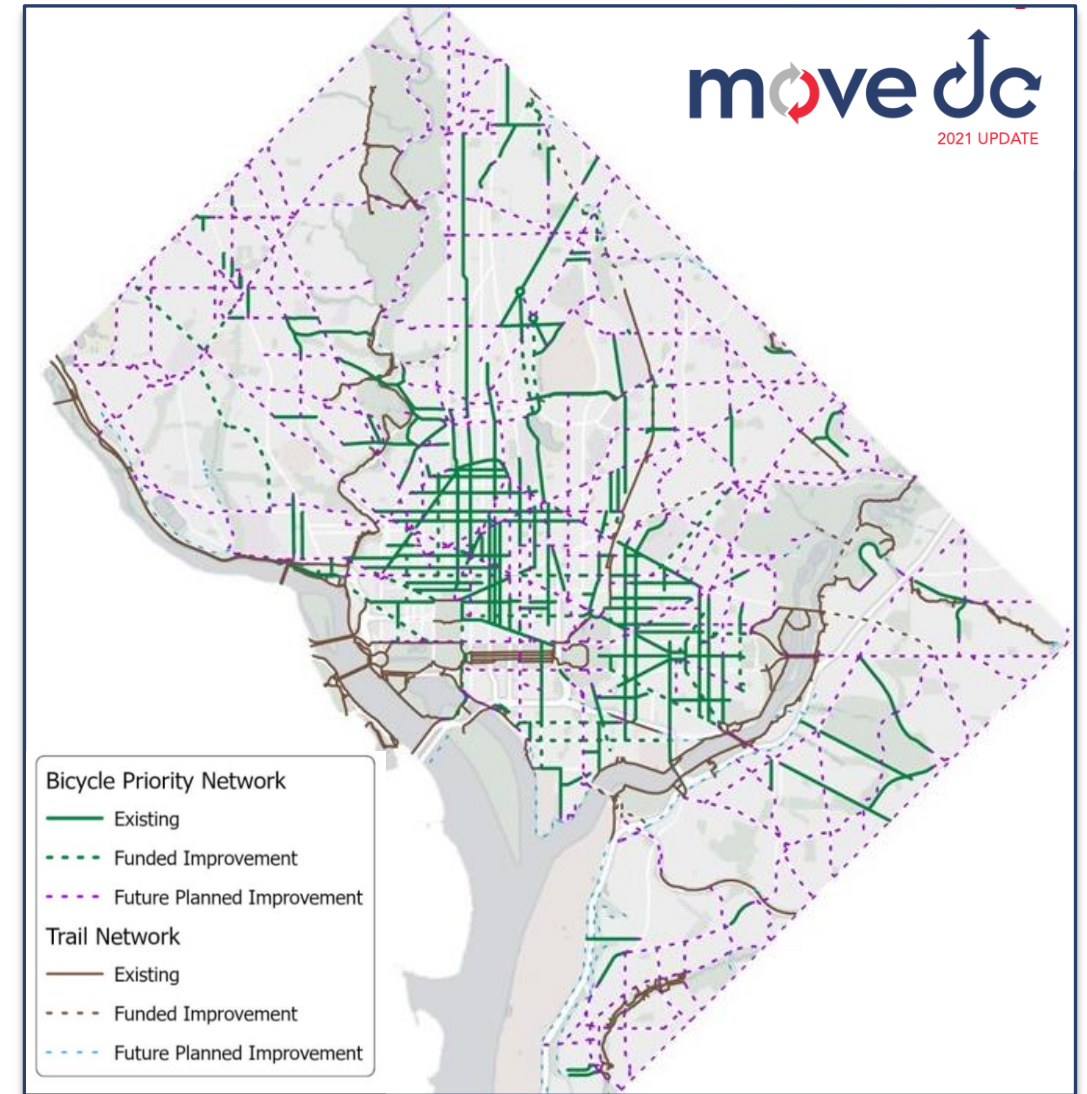 move dc
2021 UPDATE
Bicycle Priority Network
Existing
Funded Improvement
Future Planned Improvement
Trail Network
Existing
Funded Improvement
Future Planned Improvement